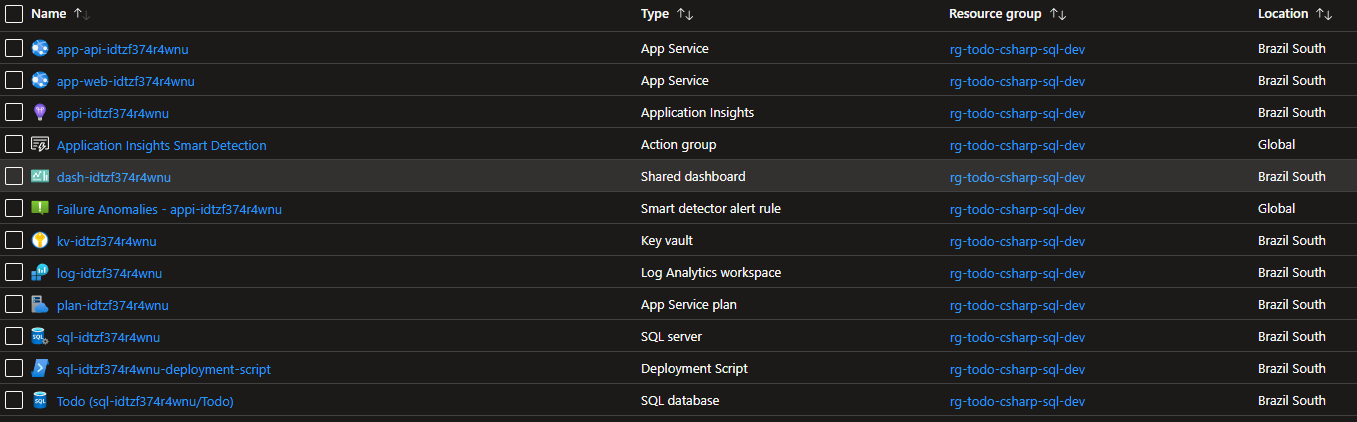 Name ↑↓ Type ↑↓ Resource group ↑↓ Location ↑↓
app-api-idtzf374r4wnu App Service rg-todo-csharp-sql-dev Brazil South
app-web-idtzf374r4wnu App Service rg-todo-csharp-sql-dev Brazil South
appi-idtzf374r4wnu Application Insights rg-todo-csharp-sql-dev Brazil South
Application Insights Smart Detection Action group rg-todo-csharp-sql-dev Global
dash-idtzf374r4wnu Shared dashboard rg-todo-csharp-sql-dev Brazil South
Failure Anomalies - appi-idtzf374r4wnu Smart detector alert rule rg-todo-csharp-sql-dev Global
kv-idtzf374r4wnu Key vault rg-todo-csharp-sql-dev Brazil South
log-idtzf374r4wnu Log Analytics workspace rg-todo-csharp-sql-dev Brazil South
plan-idtzf374r4wnu App Service plan rg-todo-csharp-sql-dev Brazil South
sql-idtzf374r4wnu SQL server rg-todo-csharp-sql-dev Brazil South
sql-idtzf374r4wnu-deployment-script Deployment Script rg-todo-csharp-sql-dev Brazil South
Todo (sql-idtzf374r4wnu/Todo) SQL database rg-todo-csharp-sql-dev Brazil South